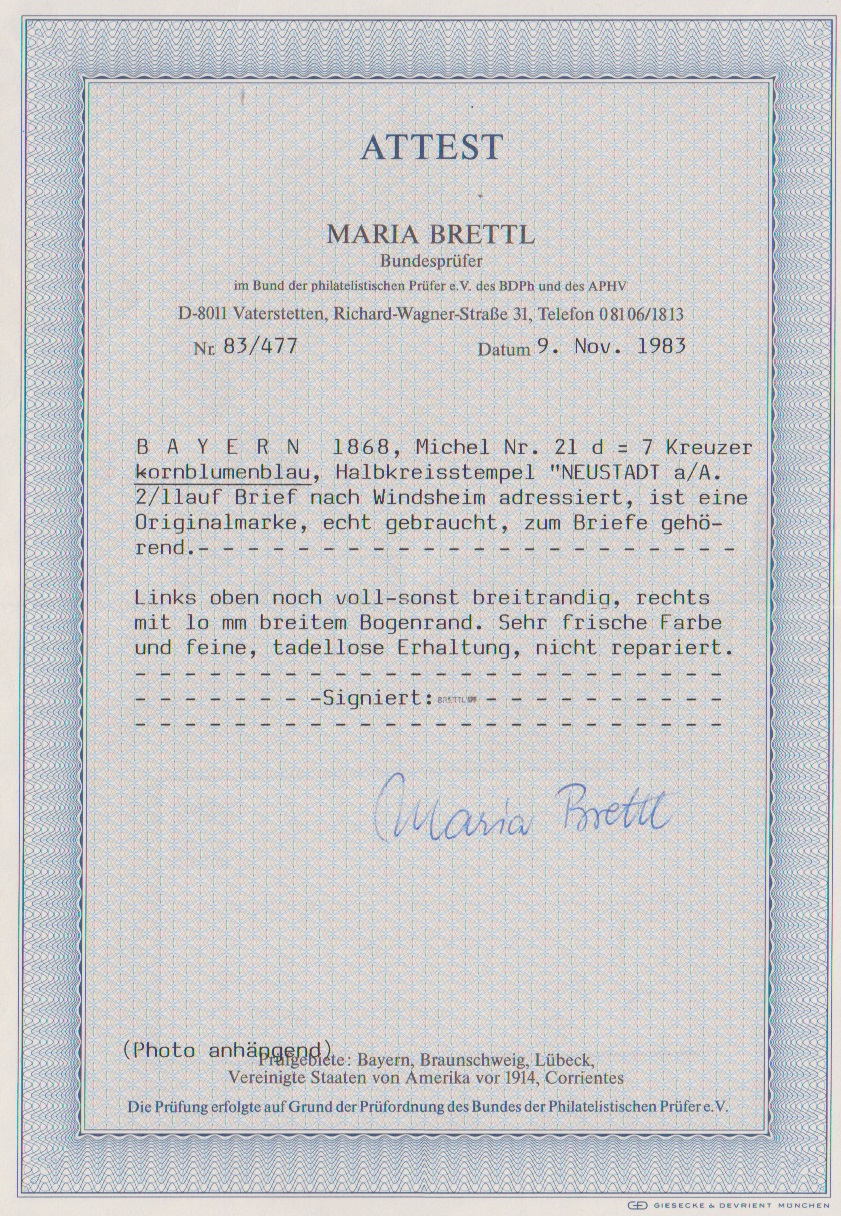 ATTEST
MARIA BRETTL
Bundesprüfer
im Bund der philatelistischen Prüfer e.V. des BDPh und des APHV
D-8011 Vaterstetten, Richard-Wagner-Straße 31, Telefon 08106/1813
Nr. 83/477 Datum 9. Nov. 1983
B A Y E R N 1868, Michel Nr. 21 d = 7 Kreuzer
kornblumenblau, Halbkreisstempel "NEUSTADT a/A.
2/11auf Brief nach Windsheim adressiert, ist eine
Originalmarke, echt gebraucht, zum Briefe gehö-
rend.- - - - - - - - - - - - - - - - - - - - - - - - - -
Links oben noch voll-sonst breitrandig, rechts
mit lo mm breitem Bogenrand. Sehr frische Farbe
und feine, tadellose Erhaltung, nicht repariert.
- - - - - - - - - - - - - - - - - - - - - - - - - - - -
- - - - - - - - -Signiert: BRETTL - - - - - - - - - - - -
- - - - - - - - - - - - - - - - - - - - - - - - - - - -
Maria Brettl
(Photo anhängend)
Prüfgebiete: Bayern, Braunschweig, Lübeck,
Vereinigte Staaten von Amerika vor 1914, Corrientes
Die Prüfung erfolgte auf Grund der Prüfordnung des Bundes der Philatelistischen Prüfer e.V.
GIESECKE & DEVRIENT MÜNCHEN